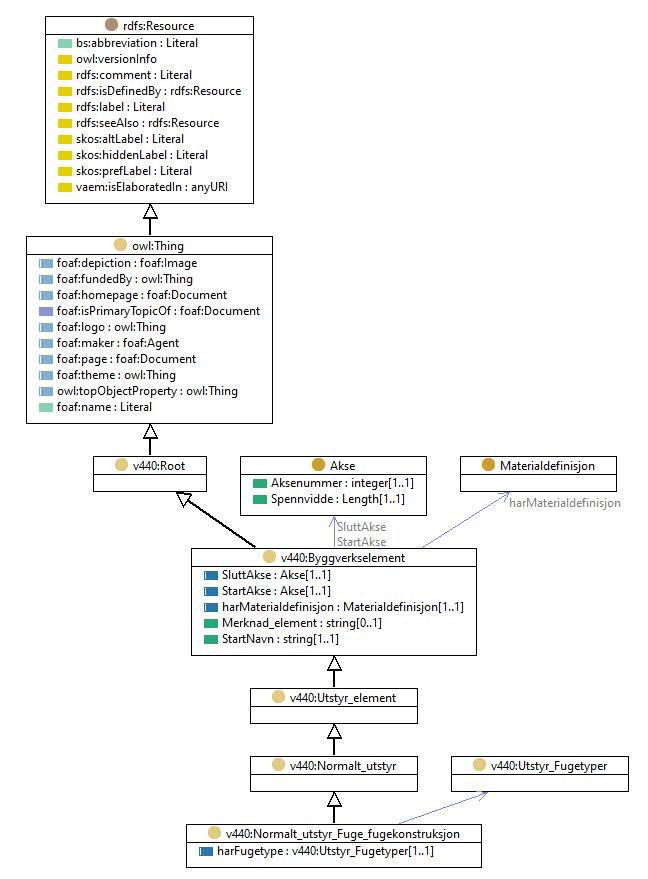 rdfs:Resource
bs:abbreviation : Literal
owl:versionInfo
rdfs:comment : Literal
rdfs:isDefinedBy : rdfs:Resource
rdfs:label : Literal
rdfs:seeAlso : rdfs:Resource
skos:altLabel : Literal
skos:hiddenLabel : Literal
skos:prefLabel : Literal
vaem:isElaboratedIn : anyURI
owl:Thing
foaf:depiction : foaf:Image
foaf:fundedBy : owl:Thing
foaf:homepage : foaf:Document
foaf:isPrimaryTopicOf : foaf:Document
foaf:logo : owl:Thing
foaf:maker : foaf:Agent
foaf:page : foaf:Document
foaf:theme : owl:Thing
owl:topObjectProperty : owl:Thing
foaf:name : Literal
v440:Root
Akse
Aksenummer : integer[1..1]
Spennvidde : Length[1..1]
Materialdefinisjon
harMaterialdefinisjon
SluttAkse
StartAkse
v440:Byggverkselement
SluttAkse : Akse[1..1]
StartAkse : Akse[1..1]
harMaterialdefinisjon : Materialdefinisjon[1..1]
Merknad_element : string[0..1]
StartNavn : string[1..1]
v440:Utstyr_element
v440:Normalt_utstyr
v440:Utstyr_Fugetyper
v440:Normalt_utstyr_Fuge_fugekonstruksjon
harFugetype : v440:Utstyr_Fugetyper[1..1]